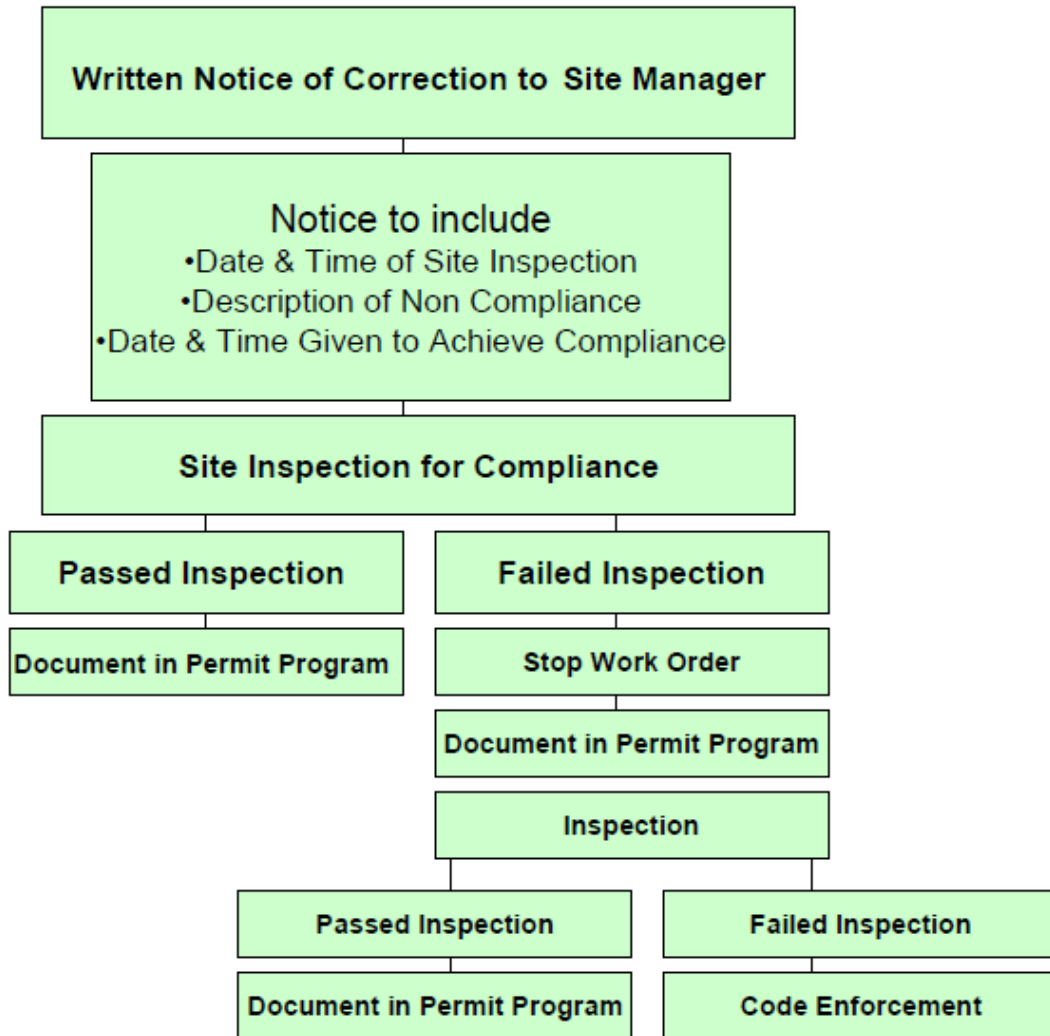 Written Notice of Correction to Site Manager
Notice to include
•Date & Time of Site Inspection
•Description of Non Compliance
•Date & Time Given to Achieve Compliance
Site Inspection for Compliance
Passed Inspection
Failed Inspection
Document in Permit Program
Stop Work Order
Document in Permit Program
Inspection
Passed Inspection
Failed Inspection
Document in Permit Program
Code Enforcement